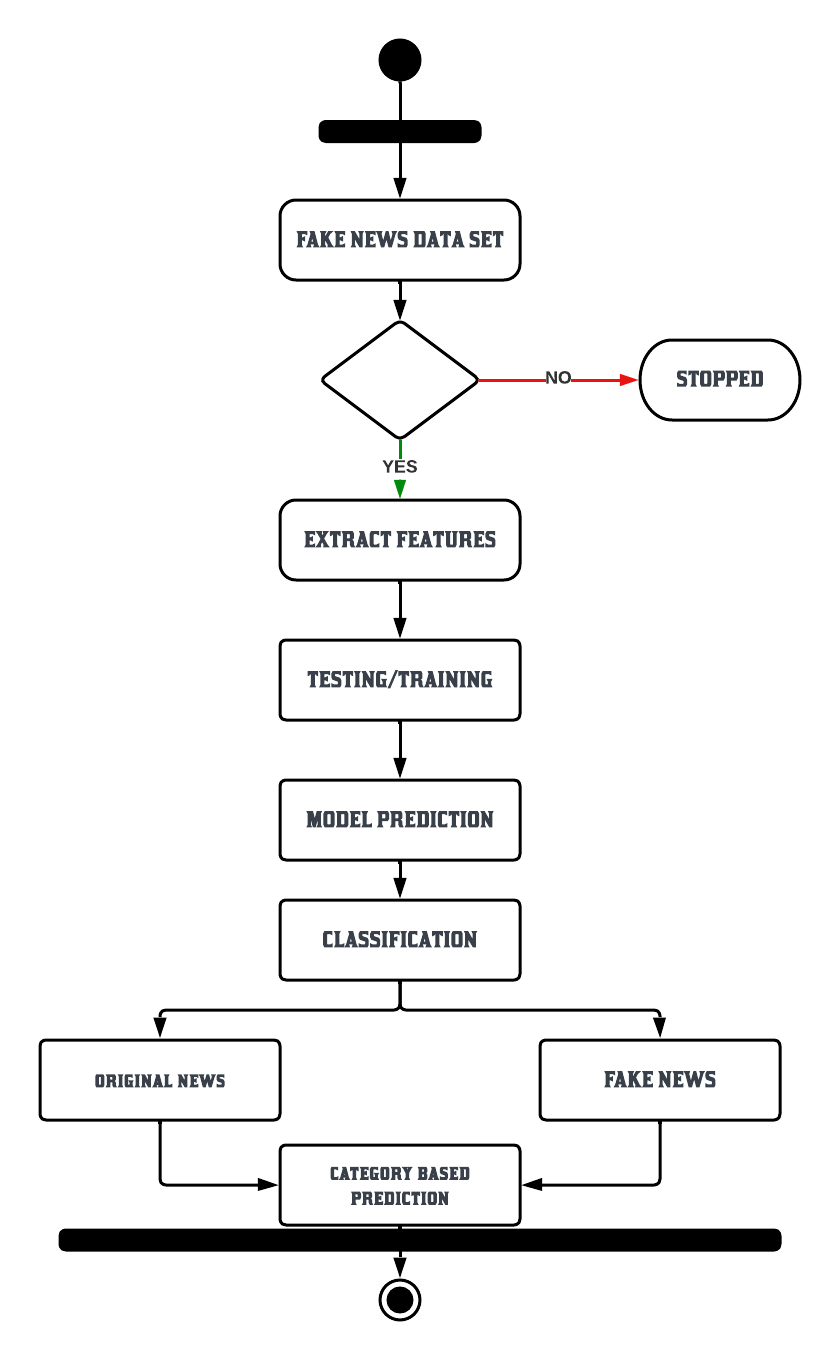 FAKE NEWS DATA SET
NO
STOPPED
YES
EXTRACT FEATURES
TESTING/TRAINING
MODEL PREDICTION
CLASSIFICATION
ORIGINAL NEWS
FAKE NEWS
CATEGORY BASED
PREDICTION